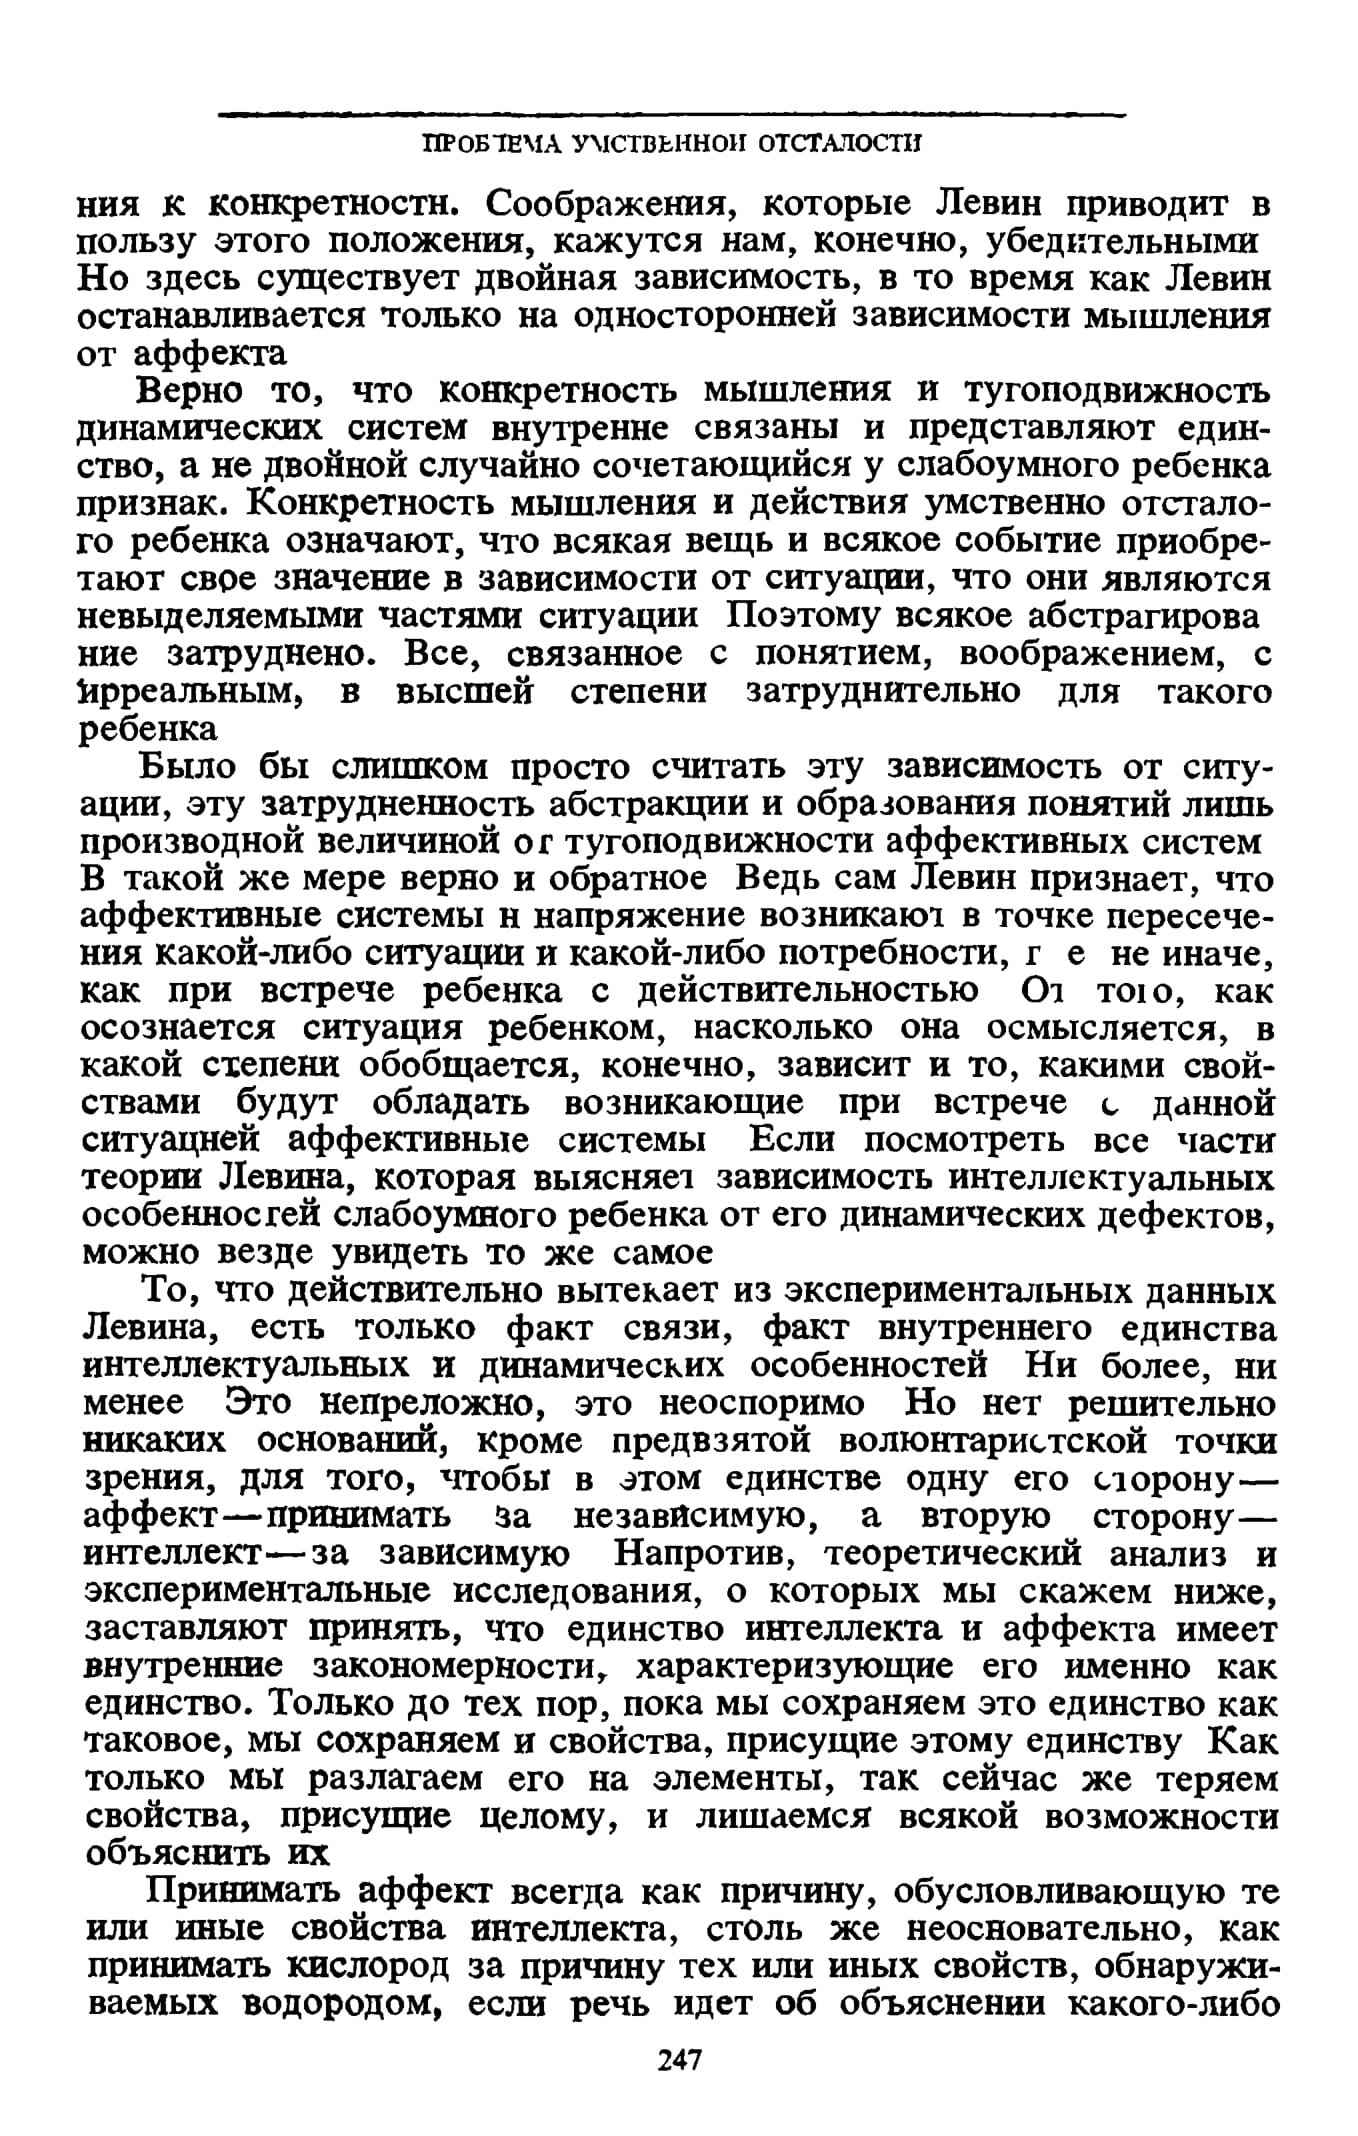 ПРОБЛЕМА УМСТВЕННОЙ ОТСТАЛОСТИ
ния к конкретности. Соображения, которые Левин приводит в
пользу этого положения, кажутся нам, конечно, убедительными
Но здесь существует двойная зависимость, в то время как Левин
останавливается только на односторонней зависимости мышления
от аффекта
Верно то, что конкретность мышления и тугоподвижность
динамических систем внутренне связаны и представляют един-
ство, а не двойной случайно сочетающийся у слабоумного ребенка
признак. Конкретность мышления и действия умственно отстало-
го ребенка означают, что всякая вещь и всякое событие приобре-
тают свое значение в зависимости от ситуации, что они являются
невыделяемыми частями ситуации Поэтому всякое абстрагирова
ние затруднено. Все, связанное с понятием, воображением, с
ирреальным, в высшей степени затруднительно для такого
ребенка
Было бы слишком просто считать эту зависимость от ситу-
ации, эту затрудненность абстракции и образования понятий лишь
производной величиной от тугоподвижности аффективных систем
В такой же мере верно и обратное Ведь сам Левин признает, что
аффективные системы и напряжение возникают в точке пересече-
ния какой-либо ситуации и какой-либо потребности, т е не иначе,
как при встрече ребенка с действительностью От того, как
осознается ситуация ребенком, насколько она осмысляется, в
какой степени обобщается, конечно, зависит и то, какими свой-
ствами будут обладать возникающие при встрече с данной
ситуацией аффективные системы Если посмотреть все части
теории Левина, которая выясняет зависимость интеллектуальных
особенностей слабоумного ребенка от его динамических дефектов,
можно везде увидеть то же самое
То, что действительно вытекает из экспериментальных данных
Левина, есть только факт связи, факт внутреннего единства
интеллектуальных и динамических особенностей Ни более, ни
менее Это непреложно, это неоспоримо Но нет решительно
никаких оснований, кроме предвзятой волюнтаристской точки
зрения, для того, чтобы в этом единстве одну его сторону—
аффект—принимать за независимую, а вторую сторону—
интеллект—за зависимую Напротив, теоретический анализ и
экспериментальные исследования, о которых мы скажем ниже,
заставляют принять, что единство интеллекта и аффекта имеет
внутренние закономерности, характеризующие его именно как
единство. Только до тех пор, пока мы сохраняем это единство как
таковое, мы сохраняем и свойства, присущие этому единству Как
только мы разлагаем его на элементы, так сейчас же теряем
свойства, присущие целому, и лишаемся всякой возможности
объяснить их
Принимать аффект всегда как причину, обусловливающую те
или иные свойства интеллекта, столь же неосновательно, как
принимать кислород за причину тех или иных свойств, обнаружи-
ваемых водородом, если речь идет об объяснении какого-либо
247